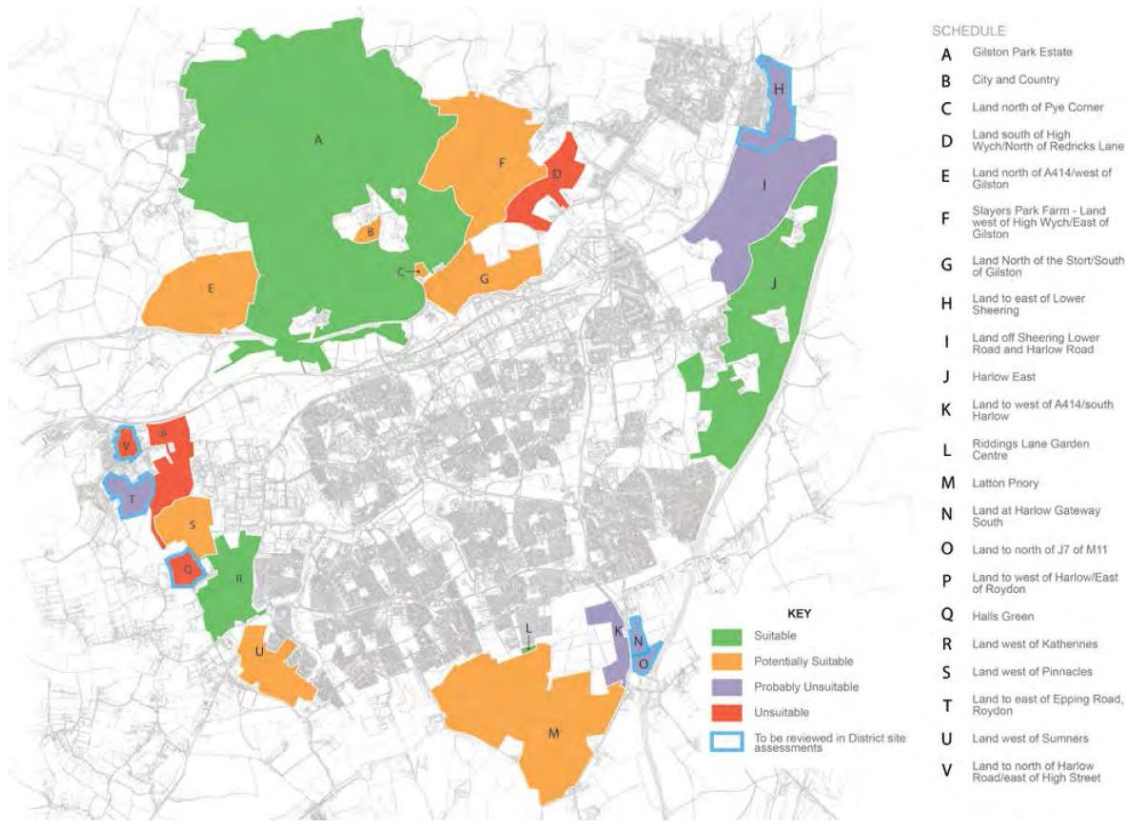 SCHEDULE
A Gilston Park Estate
B City and Country
C Land north of Pye Corner
D Land south of High
Wych/North of Redricks Lane
E Land north of A414/west of
Gilston
F Slayers Park Farm - Land
west of High Wych/East of
Gilston
G Land North of the Stort/South
of Gilston
H Land to east of Lower
Sheering
I Land off Sheering Lower
Road and Harlow Road
J Harlow East
K Land to west of A414/south
Harlow
L Riddings Lane Garden
Centre
M Latton Priory
N Land at Harlow Gateway
South
O Land to north of J7 of M11
P Land to west of Harlow/East
of Roydon
Q Halls Green
R Land west of Katherines
S Land west of Pinnacles
T Land to east of Epping Road,
Roydon
U Land west of Sumners
V Land to north of Harlow
Road/east of High Street
H
A
F
D
I
B
C
G
E
J
P
V
T
S
Q
R
L
K
N
O
U
M
KEY
Suitable
Potentially Suitable
Probably Unsuitable
Unsuitable
To be reviewed in District site
assessments